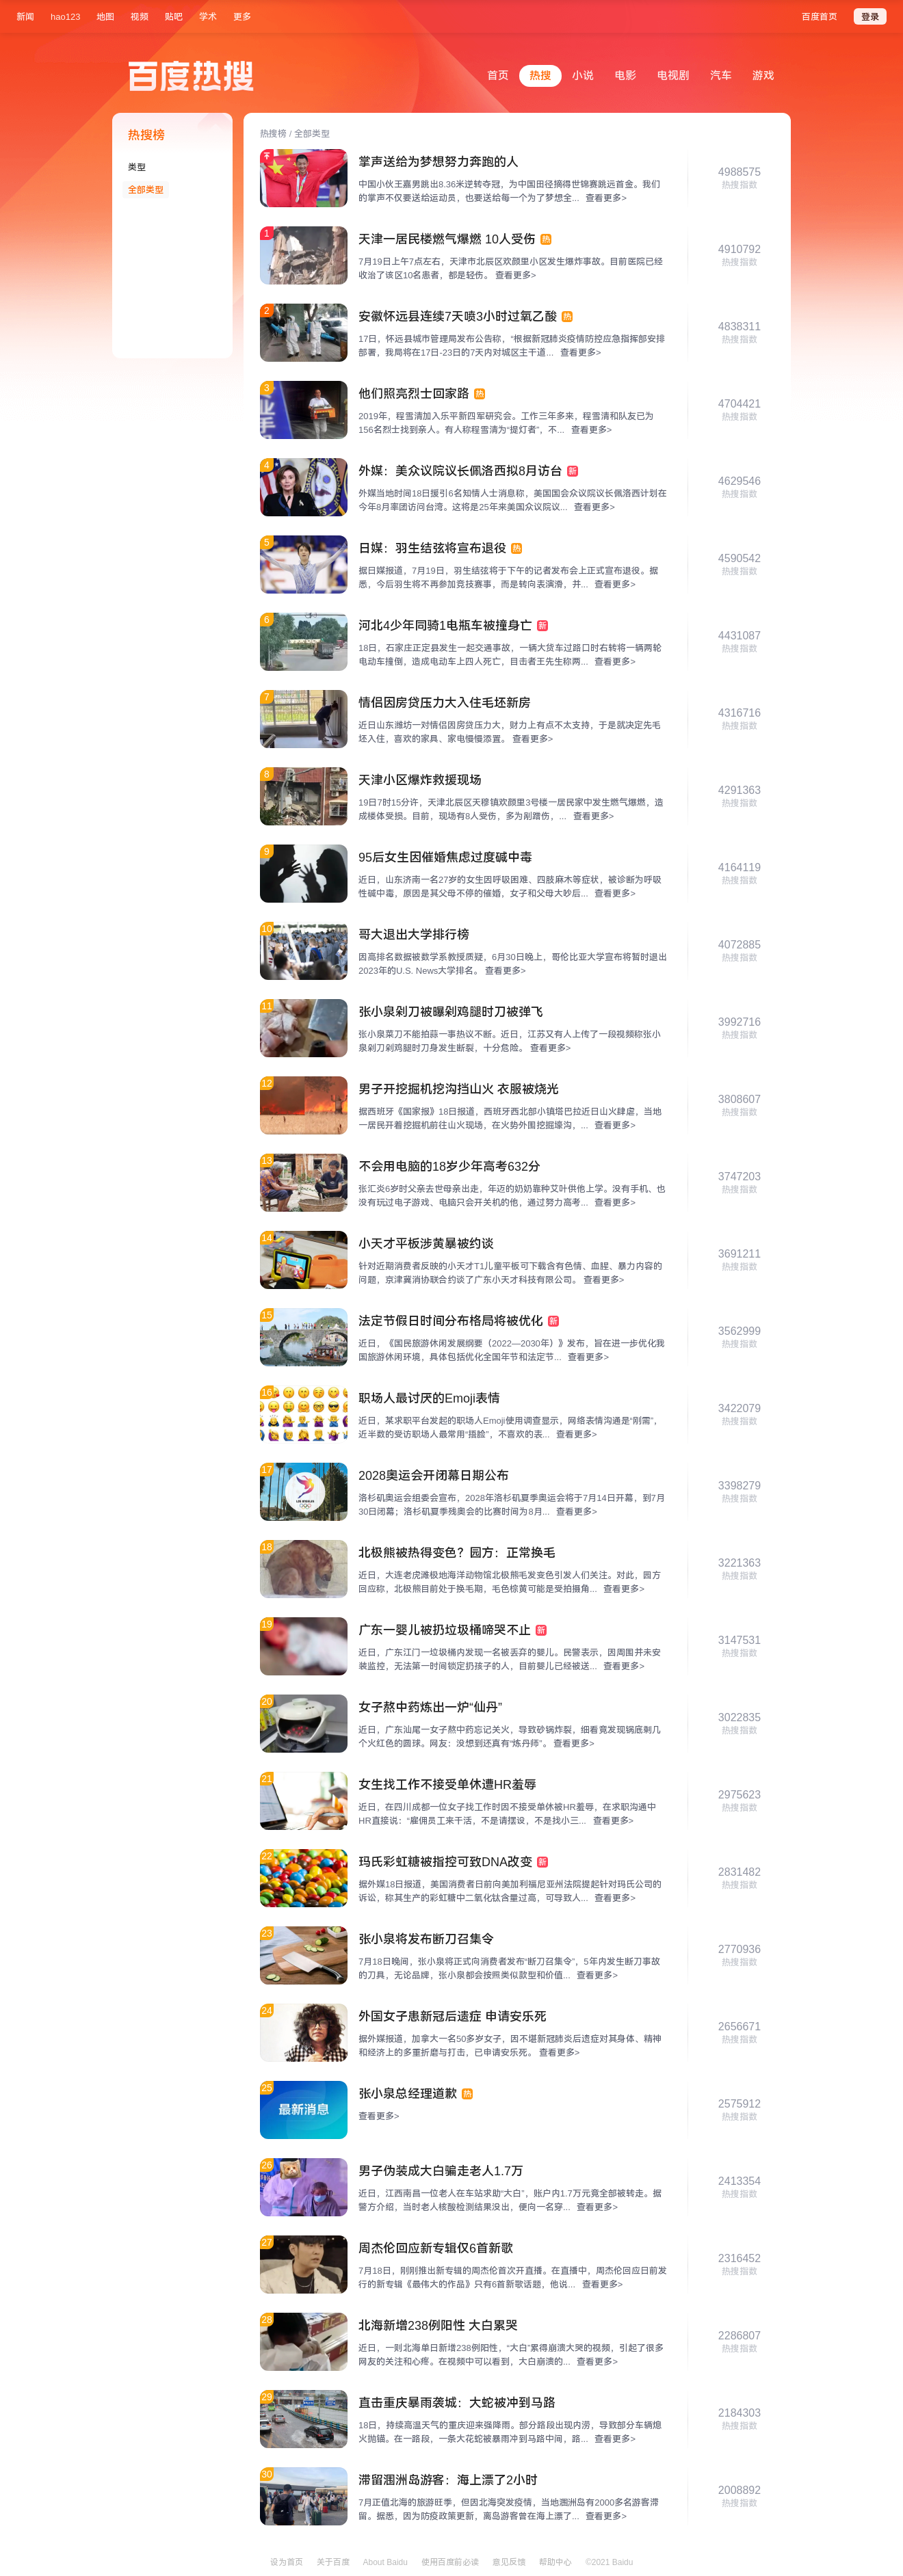 新闻 hao123 地图 视频 贴吧 学术 更多 百度首页 登录
百度热搜
首页 热搜 小说 电影 电视剧 汽车 游戏
热搜榜
类型
全部类型
热搜榜 / 全部类型
掌声送给为梦想努力奔跑的人
中国小伙王嘉男跳出8.36米逆转夺冠，为中国田径摘得世锦赛跳远首金。我们
的掌声不仅要送给运动员，也要送给每一个为了梦想全... 查看更多>
4988575
热搜指数
1
天津一居民楼燃气爆燃 10人受伤 热
7月19日上午7点左右，天津市北辰区欢颜里小区发生爆炸事故。目前医院已经
收治了该区10名患者，都是轻伤。 查看更多>
4910792
热搜指数
2
安徽怀远县连续7天喷3小时过氧乙酸 热
17日，怀远县城市管理局发布公告称，“根据新冠肺炎疫情防控应急指挥部安排
部署，我局将在17日-23日的7天内对城区主干道... 查看更多>
4838311
热搜指数
3
他们照亮烈士回家路 热
2019年，程雪清加入乐平新四军研究会。工作三年多来，程雪清和队友已为
156名烈士找到亲人。有人称程雪清为“提灯者”，不... 查看更多>
4704421
热搜指数
4
外媒：美众议院议长佩洛西拟8月访台 新
外媒当地时间18日援引6名知情人士消息称，美国国会众议院议长佩洛西计划在
今年8月率团访问台湾。这将是25年来美国众议院议... 查看更多>
4629546
热搜指数
5
日媒：羽生结弦将宣布退役 热
据日媒报道，7月19日，羽生结弦将于下午的记者发布会上正式宣布退役。据
悉，今后羽生将不再参加竞技赛事，而是转向表演滑，并... 查看更多>
4590542
热搜指数
6
河北4少年同骑1电瓶车被撞身亡 新
18日，石家庄正定县发生一起交通事故，一辆大货车过路口时右转将一辆两轮
电动车撞倒，造成电动车上四人死亡，目击者王先生称两... 查看更多>
4431087
热搜指数
7
情侣因房贷压力大入住毛坯新房
近日山东潍坊一对情侣因房贷压力大，财力上有点不太支持，于是就决定先毛
坯入住，喜欢的家具、家电慢慢添置。 查看更多>
4316716
热搜指数
8
天津小区爆炸救援现场
19日7时15分许，天津北辰区天穆镇欢颜里3号楼一居民家中发生燃气爆燃，造
成楼体受损。目前，现场有8人受伤，多为剐蹭伤，... 查看更多>
4291363
热搜指数
9
95后女生因催婚焦虑过度碱中毒
近日，山东济南一名27岁的女生因呼吸困难、四肢麻木等症状，被诊断为呼吸
性碱中毒，原因是其父母不停的催婚，女子和父母大吵后... 查看更多>
4164119
热搜指数
10
哥大退出大学排行榜
因高排名数据被数学系教授质疑，6月30日晚上，哥伦比亚大学宣布将暂时退出
2023年的U.S. News大学排名。 查看更多>
4072885
热搜指数
11
张小泉剁刀被曝剁鸡腿时刀被弹飞
张小泉菜刀不能拍蒜一事热议不断。近日，江苏又有人上传了一段视频称张小
泉剁刀剁鸡腿时刀身发生断裂，十分危险。 查看更多>
3992716
热搜指数
12
男子开挖掘机挖沟挡山火 衣服被烧光
据西班牙《国家报》18日报道，西班牙西北部小镇塔巴拉近日山火肆虐，当地
一居民开着挖掘机前往山火现场，在火势外围挖掘壕沟，... 查看更多>
3808607
热搜指数
13
不会用电脑的18岁少年高考632分
张汇炎6岁时父亲去世母亲出走，年迈的奶奶靠种艾叶供他上学。没有手机、也
没有玩过电子游戏、电脑只会开关机的他，通过努力高考... 查看更多>
3747203
热搜指数
14
小天才平板涉黄暴被约谈
针对近期消费者反映的小天才T1儿童平板可下载含有色情、血腥、暴力内容的
问题，京津冀消协联合约谈了广东小天才科技有限公司。 查看更多>
3691211
热搜指数
15
法定节假日时间分布格局将被优化 新
近日，《国民旅游休闲发展纲要（2022—2030年）》发布，旨在进一步优化我
国旅游休闲环境，具体包括优化全国年节和法定节... 查看更多>
3562999
热搜指数
16
职场人最讨厌的Emoji表情
近日，某求职平台发起的职场人Emoji使用调查显示，网络表情沟通是“刚需”，
近半数的受访职场人最常用“捂脸”，不喜欢的表... 查看更多>
3422079
热搜指数
17
2028奥运会开闭幕日期公布
洛杉矶奥运会组委会宣布，2028年洛杉矶夏季奥运会将于7月14日开幕，到7月
30日闭幕；洛杉矶夏季残奥会的比赛时间为8月... 查看更多>
3398279
热搜指数
18
北极熊被热得变色？园方：正常换毛
近日，大连老虎滩极地海洋动物馆北极熊毛发变色引发人们关注。对此，园方
回应称，北极熊目前处于换毛期，毛色棕黄可能是受拍摄角... 查看更多>
3221363
热搜指数
19
广东一婴儿被扔垃圾桶啼哭不止 新
近日，广东江门一垃圾桶内发现一名被丢弃的婴儿。民警表示，因周围并未安
装监控，无法第一时间锁定扔孩子的人，目前婴儿已经被送... 查看更多>
3147531
热搜指数
20
女子熬中药炼出一炉“仙丹”
近日，广东汕尾一女子熬中药忘记关火，导致砂锅炸裂，细看竟发现锅底剩几
个火红色的圆球。网友：没想到还真有“炼丹师”。 查看更多>
3022835
热搜指数
21
女生找工作不接受单休遭HR羞辱
近日，在四川成都一位女子找工作时因不接受单休被HR羞辱，在求职沟通中
HR直接说：“雇佣员工来干活，不是请摆设，不是找小三... 查看更多>
2975623
热搜指数
22
玛氏彩虹糖被指控可致DNA改变 新
据外媒18日报道，美国消费者日前向美加利福尼亚州法院提起针对玛氏公司的
诉讼，称其生产的彩虹糖中二氧化钛含量过高，可导致人... 查看更多>
2831482
热搜指数
23
张小泉将发布断刀召集令
7月18日晚间，张小泉将正式向消费者发布“断刀召集令”，5年内发生断刀事故
的刀具，无论品牌，张小泉都会按照类似款型和价值... 查看更多>
2770936
热搜指数
24
外国女子患新冠后遗症 申请安乐死
据外媒报道，加拿大一名50多岁女子，因不堪新冠肺炎后遗症对其身体、精神
和经济上的多重折磨与打击，已申请安乐死。 查看更多>
2656671
热搜指数
25
最新消息
张小泉总经理道歉 热
查看更多>
2575912
热搜指数
26
男子伪装成大白骗走老人1.7万
近日，江西南昌一位老人在车站求助“大白”，账户内1.7万元竟全部被转走。据
警方介绍，当时老人核酸检测结果没出，便向一名穿... 查看更多>
2413354
热搜指数
27
周杰伦回应新专辑仅6首新歌
7月18日，刚刚推出新专辑的周杰伦首次开直播。在直播中，周杰伦回应日前发
行的新专辑《最伟大的作品》只有6首新歌话题，他说... 查看更多>
2316452
热搜指数
28
北海新增238例阳性 大白累哭
近日，一则北海单日新增238例阳性，“大白”累得崩溃大哭的视频，引起了很多
网友的关注和心疼。在视频中可以看到，大白崩溃的... 查看更多>
2286807
热搜指数
29
直击重庆暴雨袭城：大蛇被冲到马路
18日，持续高温天气的重庆迎来强降雨。部分路段出现内涝，导致部分车辆熄
火抛锚。在一路段，一条大花蛇被暴雨冲到马路中间，路... 查看更多>
2184303
热搜指数
30
滞留涠洲岛游客：海上漂了2小时
7月正值北海的旅游旺季，但因北海突发疫情，当地涠洲岛有2000多名游客滞
留。据悉，因为防疫政策更新，离岛游客曾在海上漂了... 查看更多>
2008892
热搜指数
设为首页 关于百度 About Baidu 使用百度前必读 意见反馈 帮助中心 ©2021 Baidu